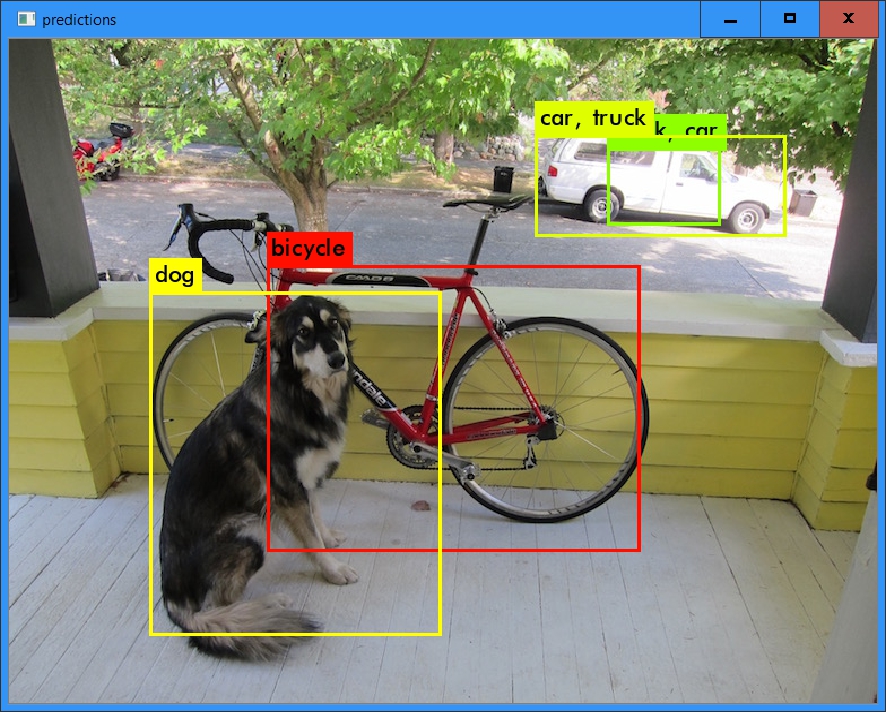 predictions
car, truck
k, car
bicycle
dog